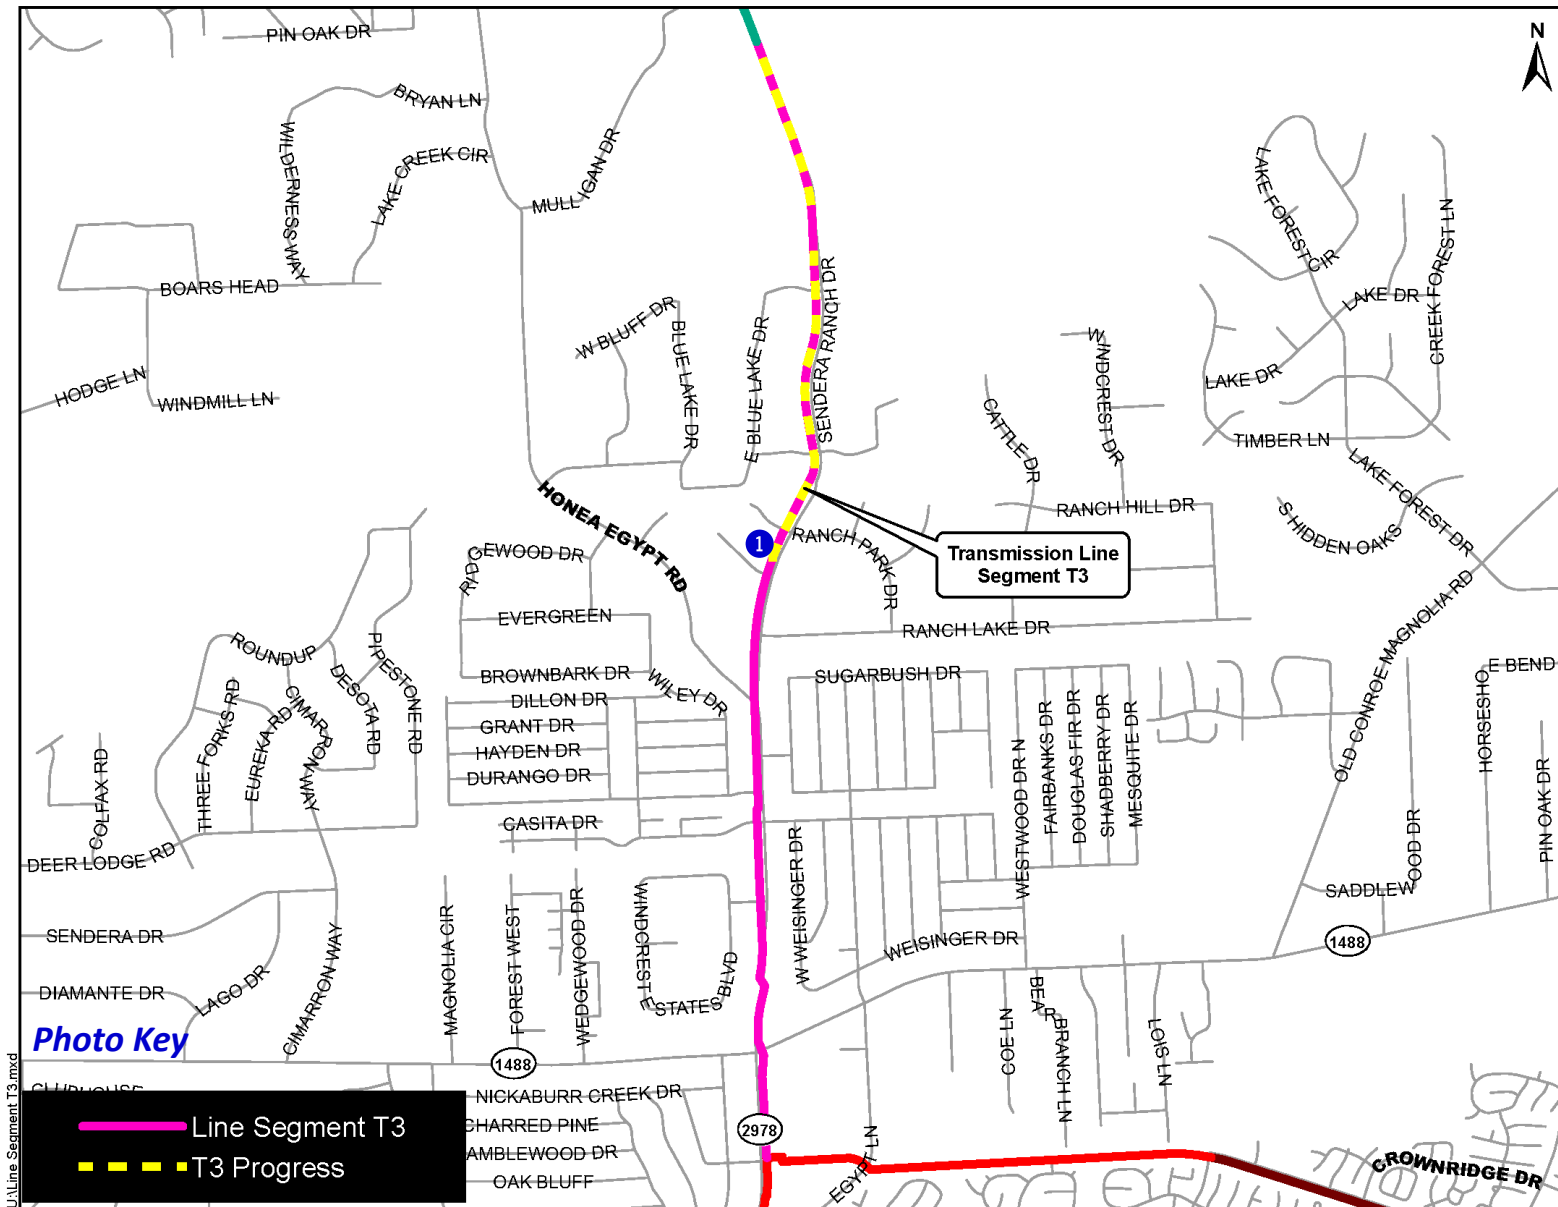 PIN OAK DR
N
BRYAN LN
WILDERNESS WAY
LAKE CREEK CIR
MULLIGAN DR
LAKE FOREST CIR
CREEK FOREST LN
BOARS HEAD
LAKE DR
W BLUFF DR
BLUE LAKE DR
E BLUE LAKE DR
SENDERA RANCH DR
WINDCREST DR
HODGE LN
WINDMILL LN
LAKE DR
CATTLE DR
TIMBER LN
LAKE FOREST DR
HONEA EGYPT RD
RANCH HILL DR
S HIDDEN OAKS
1
RANCH PARK DR
Transmission Line
Segment T3
RIDGEWOOD DR
EVERGREEN
RANCH LAKE DR
OLD CONROE MAGNOLIA RD
ROUNDUP
PIPESTONE RD
DESOTA RD
BROWNBARK DR
WILEY DR
SUGARBUSH DR
E BEND
HORSESHO
DILLON DR
THREE FORKS RD
EUREKA RD
CIMARRON WAY
GRANT DR
HAYDEN DR
DURANGO DR
COLFAX RD
WESTWOOD DR N
FAIRBANKS DR
DOUGLAS FIR DR
SHADBERRY DR
MESQUITE DR
PIN OAK DR
CASITA DR
DEER LODGE RD
W WEISINGER DR
SADDLEWOOD DR
WINDCREST ESTATES BLVD
SENDERA DR
CIMARRON WAY
MAGNOLIA CIR
FOREST WEST
WEDGEWOOD DR
WEISINGER DR
1488
DIAMANTE DR
LAGO DR
BEAR BRANCH LN
COE LN
LOIS LN
Photo Key
1488
CLUBHOUSE
NICKABURR CREEK DR
CHARRED PINE
2978
AMBLEWOOD DR
OAK BLUFF
EGYPT LN
CROWNRIDGE DR
Line Segment T3
T3 Progress
U:\Line Segment T3.mxd